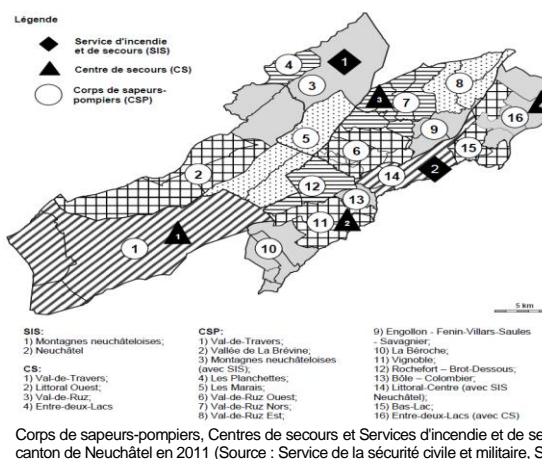 Légende
Service d'incendie
et de secours (SIS)
Centre de secours (CS)
Corps de sapeurs-
pompiers (CSP)
1
4
3
8
3
7
16
5
9
6
2
15
14
2
12
13
11
2
1
1
10
5 km
SIS:
1) Montagnes neuchâteloises;
2) Neuchâtel
CS:
1) Val-de-Travers;
2) Littoral Ouest;
3) Val-de-Ruz;
4) Entre-deux-Lacs
CSP:
1) Val-de-Travers;
2) Vallée de La Brévine;
3) Montagnes neuchâteloises
(avec SIS);
4) Les Planchettes;
5) Les Marais;
6) Val-de-Ruz Ouest;
7) Val-de-Ruz Nors;
8) Val-de-Ruz Est;
9) Engollon - Fenin-Villars-Saules
- Savagnier;
10) La Béroche;
11) Vignoble;
12) Rochefort – Brot-Dessous;
13) Bôle – Colombier;
14) Littoral-Centre (avec SIS
Neuchâtel);
15) Bas-Lac;
16) Entre-deux-Lacs (avec CS)
Corps de sapeurs-pompiers, Centres de secours et Services d'incendie et de se
canton de Neuchâtel en 2011 (Source : Service de la sécurité civile et militaire, S